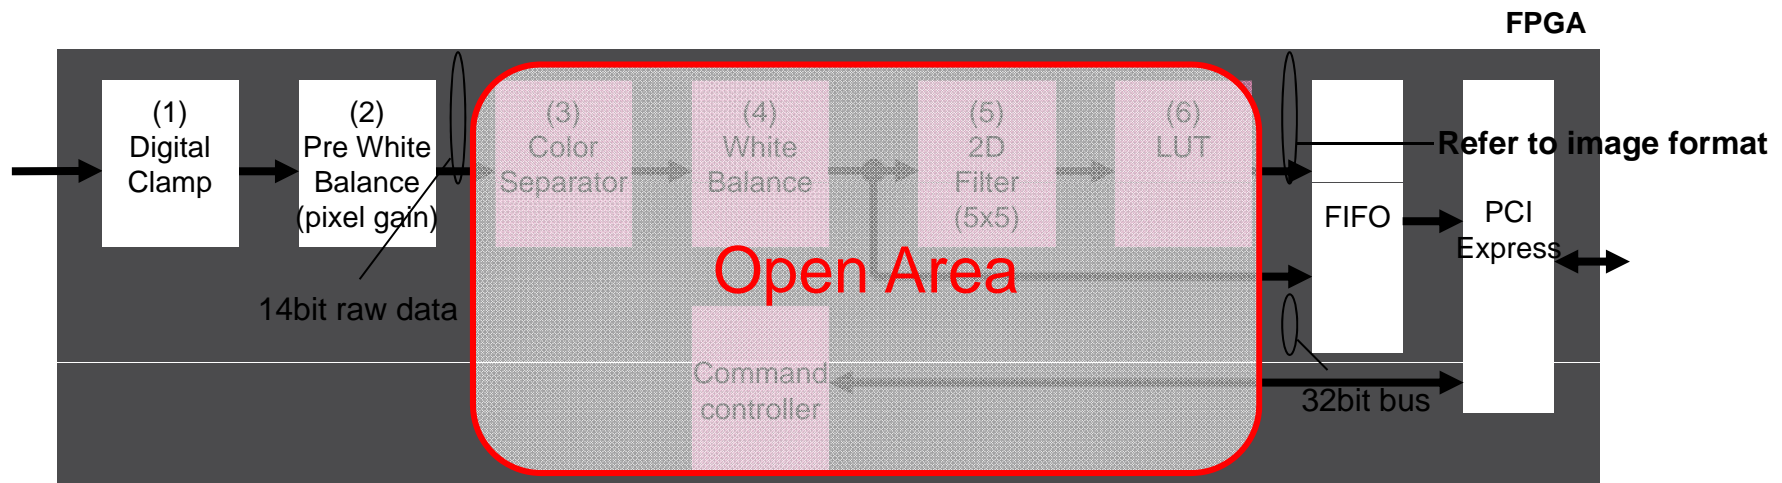 FPGA
(1)
Digital
Clamp
(2)
Pre White
Balance
(pixel gain)
(3)
Color
Separator
(4)
White
Balance
(5)
2D
Filter
(5x5)
(6)
LUT
Refer to image format
FIFO
PCI
Express
Open Area
14bit raw data
Command
controller
32bit bus